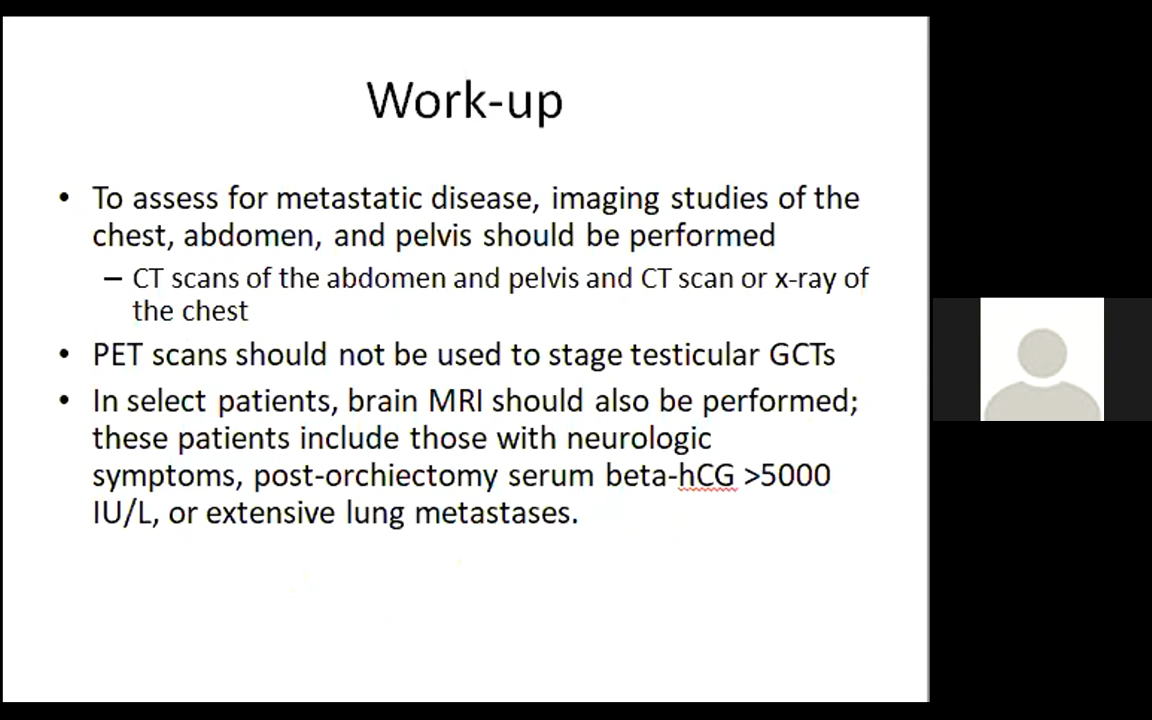 Work-up
• To assess for metastatic disease, imaging studies of the
chest, abdomen, and pelvis should be performed
– CT scans of the abdomen and pelvis and CT scan or x-ray of
the chest
• PET scans should not be used to stage testicular GCTs
• In select patients, brain MRI should also be performed;
these patients include those with neurologic
symptoms, post-orchiectomy serum beta-hCG >5000
IU/L, or extensive lung metastases.